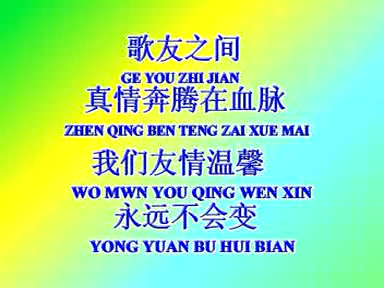 歌友之间
GE YOU ZHI JIAN
真情奔腾在血脉
ZHEN QING BEN TENG ZAI XUE MAI
我们友情温馨
WO MWN YOU QING WEN XIN
永远不会变
YONG YUAN BU HUI BIAN